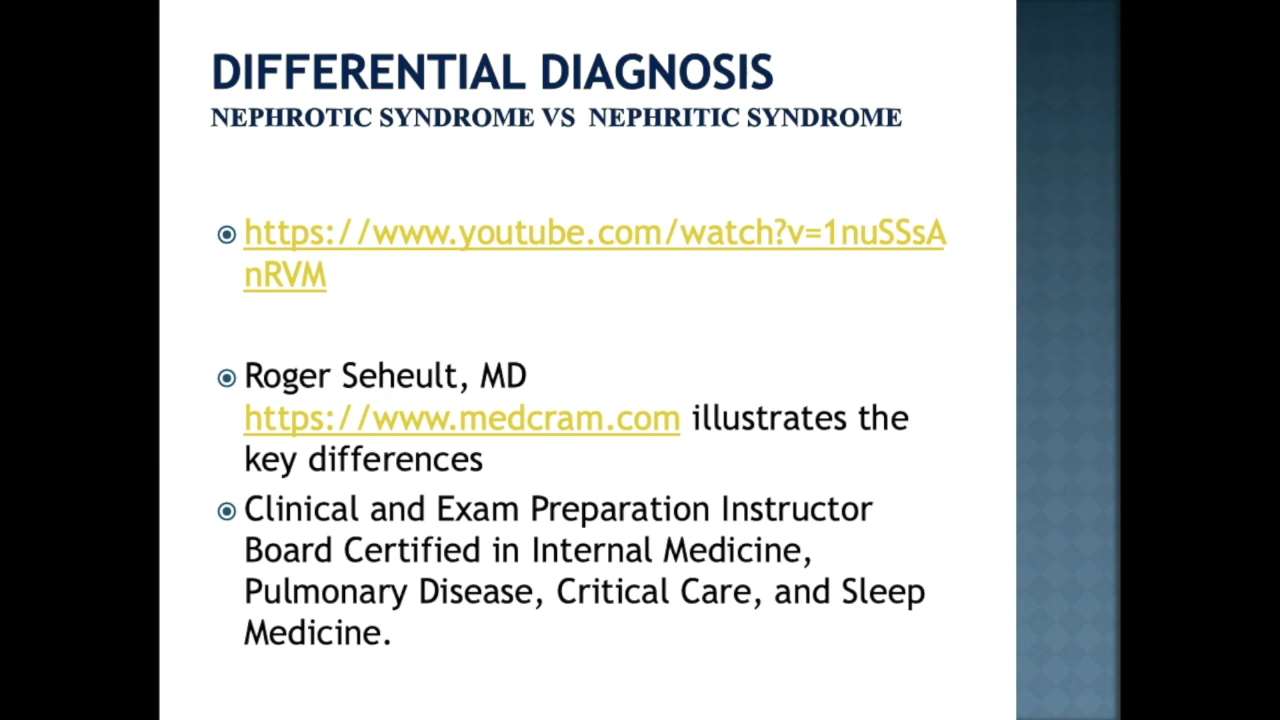 DIFFERENTIAL DIAGNOSIS
NEPHROTIC SYNDROME VS NEPHRITIC SYNDROME
https://www.youtube.com/watch?v=1nuSSsA
nRVM
Roger Seheult, MD
https://www.medcram.com illustrates the
key differences
Clinical and Exam Preparation Instructor
Board Certified in Internal Medicine,
Pulmonary Disease, Critical Care, and Sleep
Medicine.